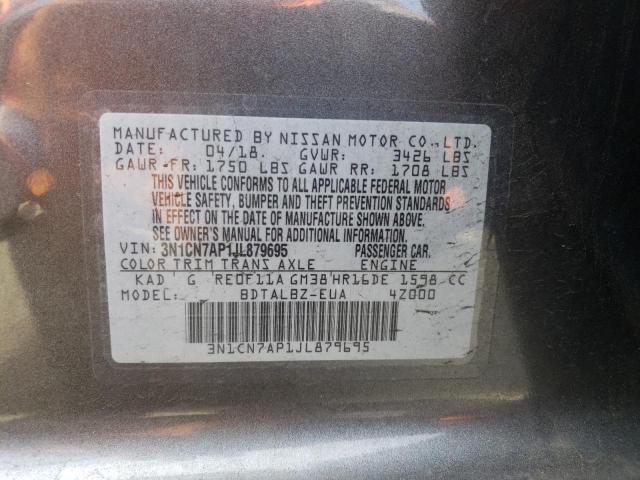 MANUFACTURED BY NISSAN MOTOR CO.,LTD.
DATE: 04/18. GVWR: 3426 LBS
GAWR-FR: 1750 LBS GAWR RR: 1708 LBS
THIS VEHICLE CONFORMS TO ALL APPLICABLE FEDERAL MOTOR
VEHICLE SAFETY, BUMPER AND THEFT PREVENTION STANDARDS
IN EFFECT ON THE DATE OF MANUFACTURE SHOWN ABOVE.
SEE OWNER'S MANUAL FOR ADDITIONAL INFORMATION.
VIN: 3N1CN7AP1JL879695 PASSENGER CAR.
COLOR TRIM TRANS AXLE ENGINE
KAD G RE0F11A GM38 HR16DE 1598 CC
MODEL: BDTALBZ-EUA 4Z000
3N1CN7AP1JL879695